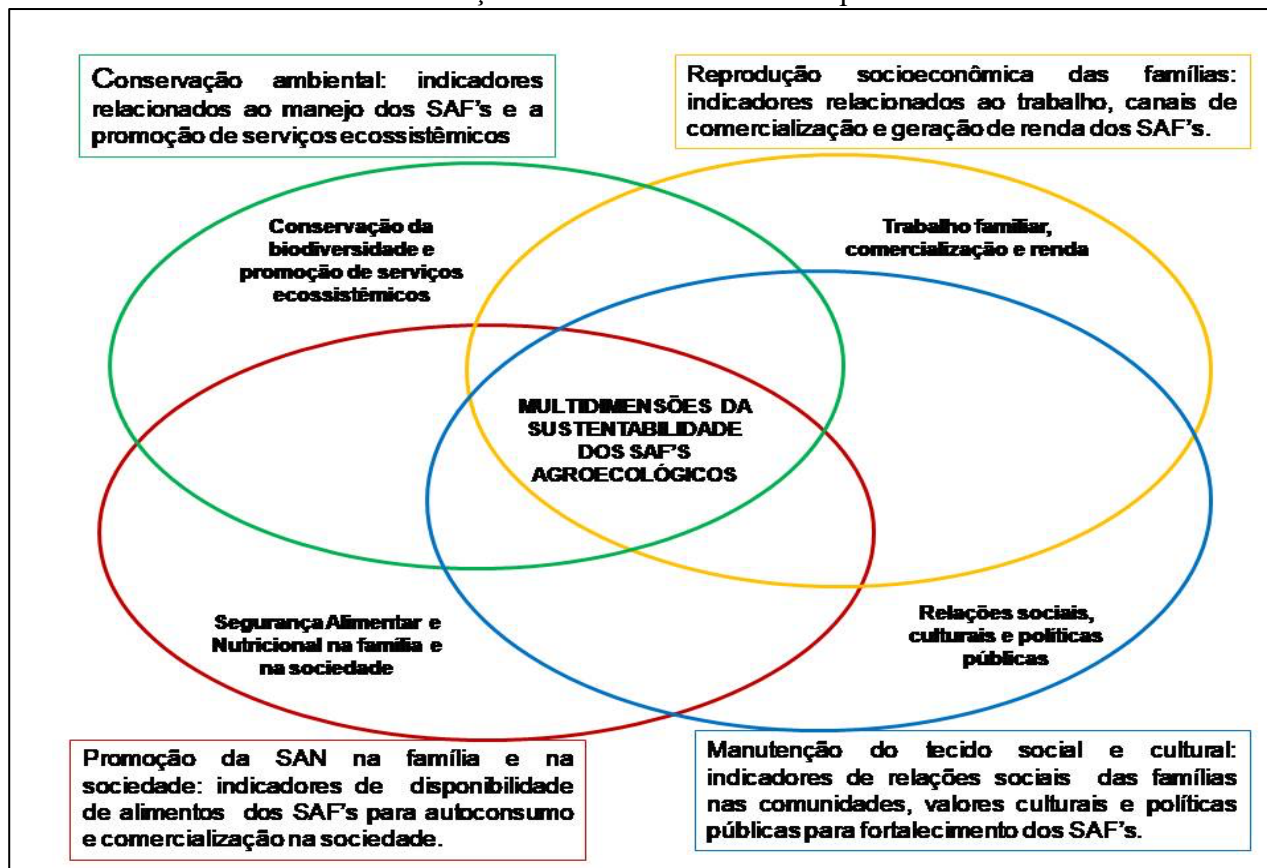 Conservação ambiental: indicadores
relacionados ao manejo dos SAF's e a
promoção de serviços ecossistêmicos
Reprodução socioeconômica das famílias:
indicadores relacionados ao trabalho, canais de
comercialização e geração de renda dos SAF's.
Conservação da
biodiversidade e
promoção de serviços
ecossistêmicos
Trabalho familiar,
comercialização e renda
MULTIDIMENSÕES DA
SUSTENTABILIDADE
DOS SAF'S
AGROECOLÓGICOS
Segurança Alimentar e
Nutricional na família e
na sociedade
Relações sociais,
culturais e políticas
públicas
Promoção da SAN na família e na
sociedade: indicadores de disponibilidade
de alimentos dos SAF's para autoconsumo
e comercialização na sociedade.
Manutenção do tecido social e cultural:
indicadores de relações sociais das famílias
nas comunidades, valores culturais e políticas
públicas para fortalecimento dos SAF's.